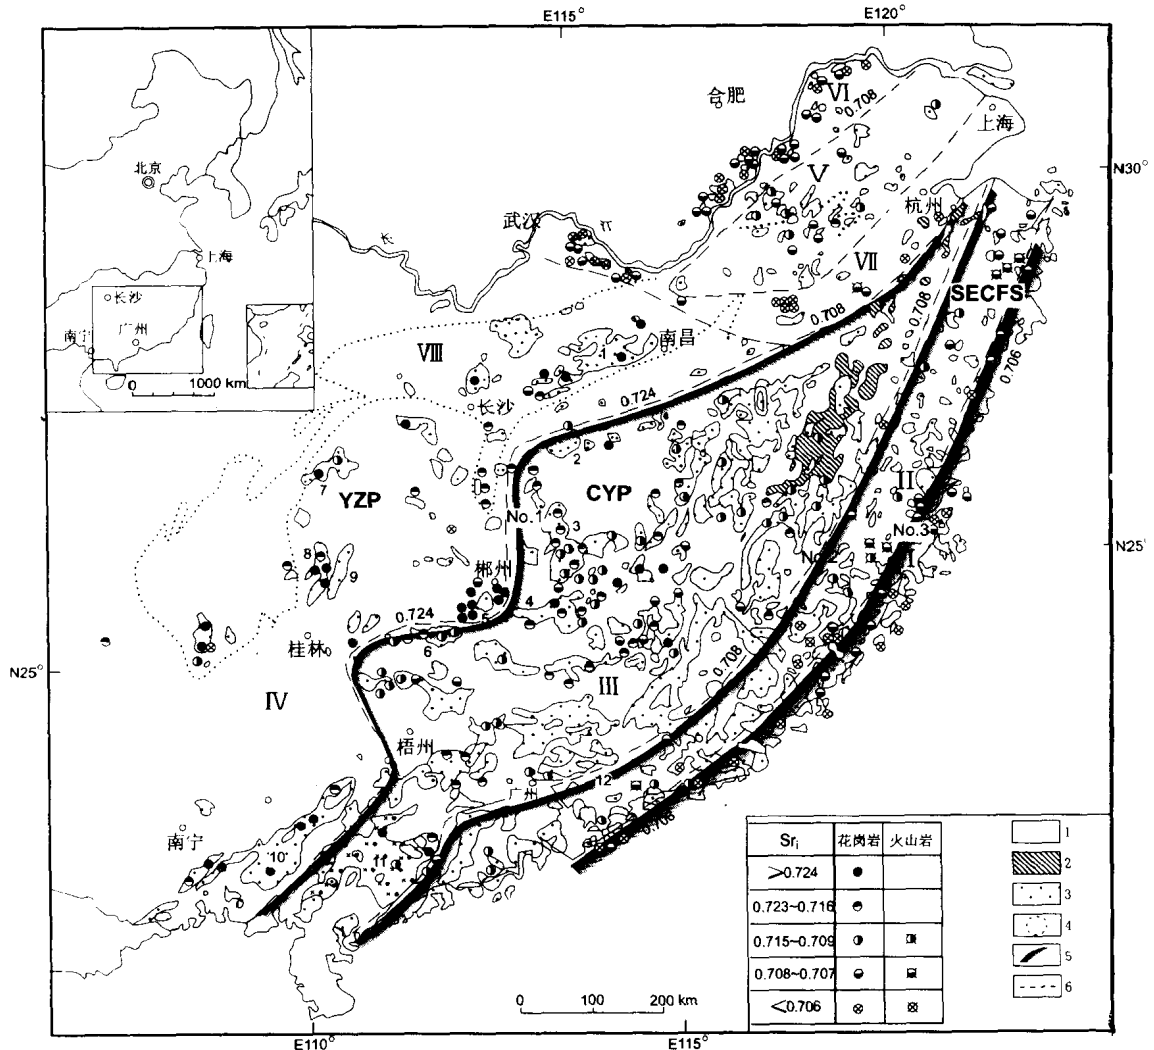 E115°
E120°
合肥
Ⅵ
0.708
上海
北京
N30°
Ⅴ
杭州
武汉
长
江
上海
Ⅶ
0.708
SECFS
长沙
广州
南宁
0.708
0.706
0 1000 km
南昌
1
Ⅷ
长沙
0.724
2
7
YZP
CYP
Ⅱ
No.1
3
No.3
N25°
Ⅰ
No.2
8
9
郴州
0.724
4
5
6
桂林
N25°
0.708
Ⅲ
Ⅳ
梧州
12
广州
0.706
南宁
10
11
Sri 花岗岩 火山岩
>0.724
0.723~0.716
0.715~0.709
0.708~0.707
<0.706
1
2
3
4
5
6
0 100 200 km
E110°
E115°